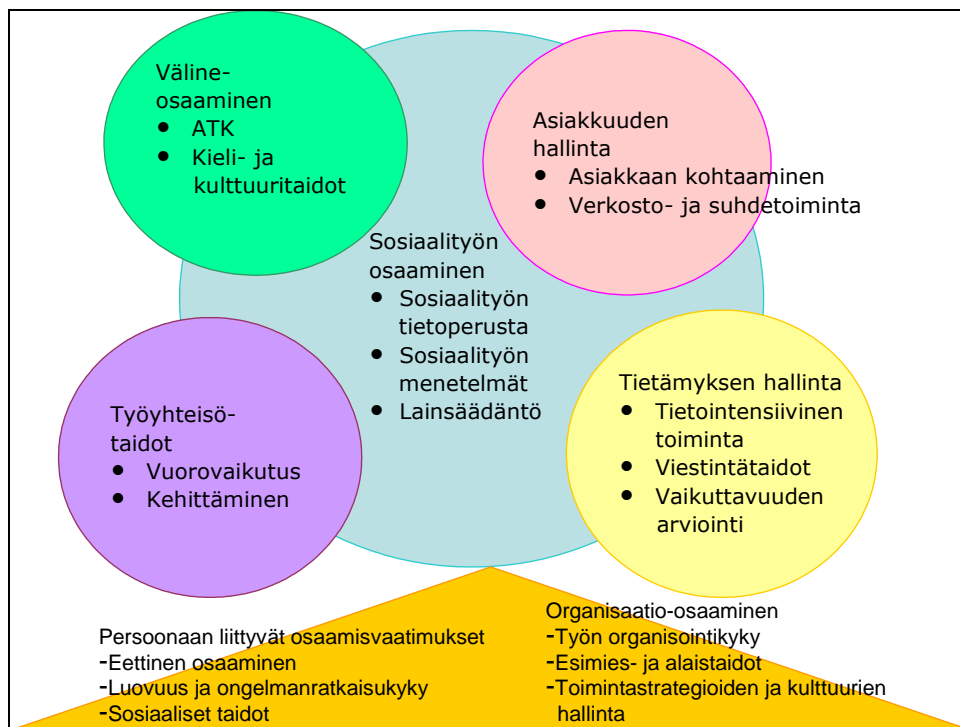 Väline-
osaaminen
• ATK
• Kieli- ja
kulttuuritaidot
Asiakkuuden
hallinta
• Asiakkaan kohtaaminen
• Verkosto- ja suhdetoiminta
Sosiaalityön
osaaminen
• Sosiaalityön
tietoperusta
• Sosiaalityön
menetelmät
• Lainsäädäntö
Työyhteisö-
taidot
• Vuorovaikutus
• Kehittäminen
Tietämyksen hallinta
• Tietointensiivinen
toiminta
• Viestintätaidot
• Vaikuttavuuden
arviointi
Persoonaan liittyvät osaamisvaatimukset
-Eettinen osaaminen
-Luovuus ja ongelmanratkaisukyky
-Sosiaaliset taidot
Organisaatio-osaaminen
-Työn organisointikyky
-Esimies- ja alaistaidot
-Toimintastrategioiden ja kulttuurien
hallinta